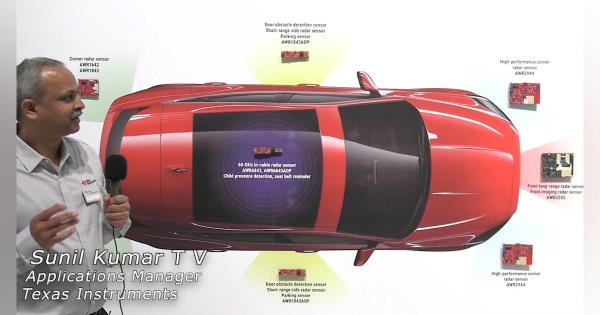 Door obstacle detection sensor
Short-range side radar sensor
Parking sensor
AWR1843AOP
Corner radar sensor
AWR1642
AWR1843
High performance corner
radar sensor
AWR2944
60-GHz in-cabin radar sensor
AWR6843, AWR6843AOP
Child presence detection, seat belt reminder
Front long-range radar sensor
Front imaging radar sensor
AWR2243
High-performance corner
radar sensor
AWR2944
Door obstacle detection sensor
Short-range side radar sensor
Parking sensor
AWR1843AOP
Sunil Kumar T V
Applications Manager
Texas Instruments